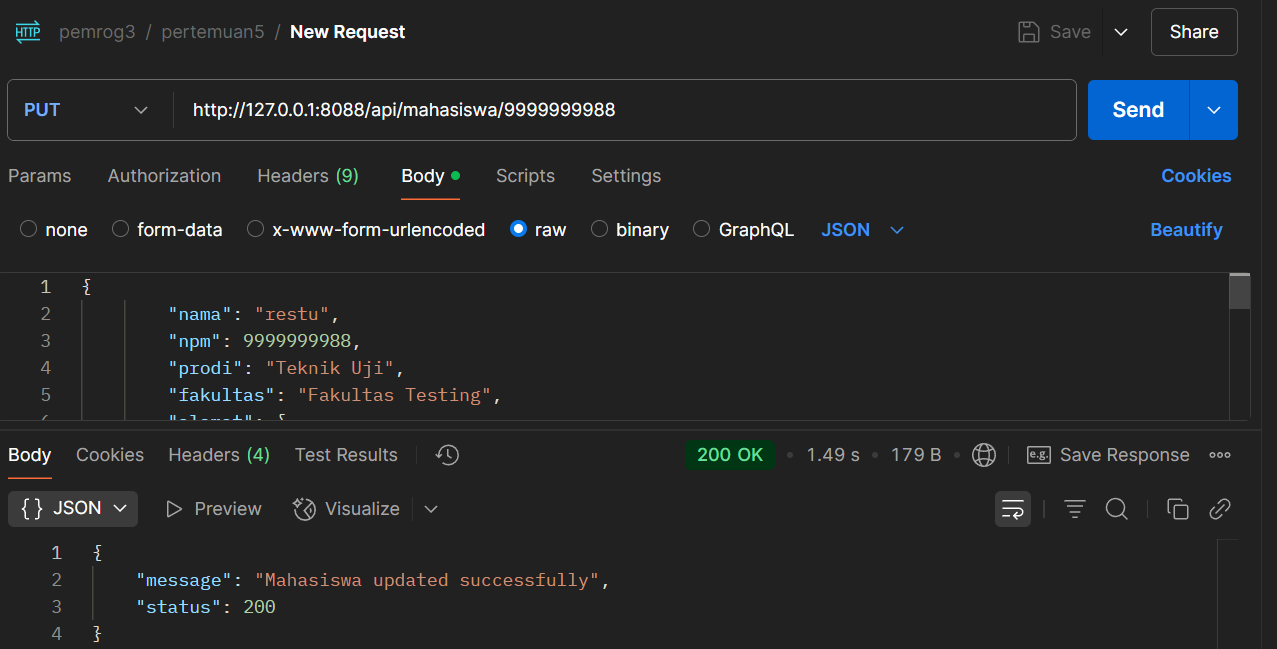 HTTP pemrog3 / pertemuan5 / New Request Save Share
PUT http://127.0.0.1:8088/api/mahasiswa/9999999988 Send
Params Authorization Headers (9) Body Scripts Settings Cookies
none form-data x-www-form-urlencoded raw binary GraphQL JSON Beautify
1 {
2 "nama": "restu",
3 "npm": 9999999988,
4 "prodi": "Teknik Uji",
5 "fakultas": "Fakultas Testing",
Body Cookies Headers (4) Test Results 200 OK • 1.49 s • 179 B • e.g. Save Response
{} JSON Preview Visualize
1 {
2 "message": "Mahasiswa updated successfully",
3 "status": 200
4 }